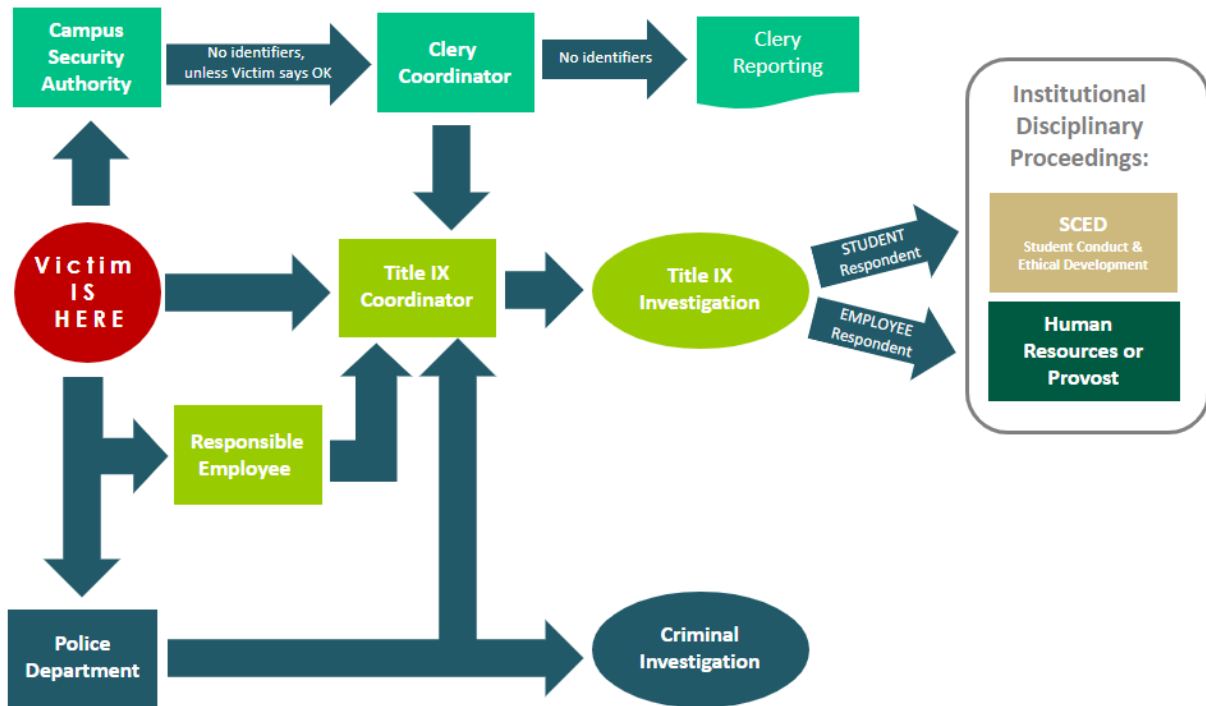 Campus
Security
Authority
No identifiers,
unless Victim says OK
Clery
Coordinator
No identifiers
Clery
Reporting
Institutional
Disciplinary
Proceedings:
SCED
Student Conduct &
Ethical Development
Human
Resources or
Provost
Victim
IS
HERE
Title IX
Coordinator
Title IX
Investigation
STUDENT
Respondent
EMPLOYEE
Respondent
Responsible
Employee
Police
Department
Criminal
Investigation